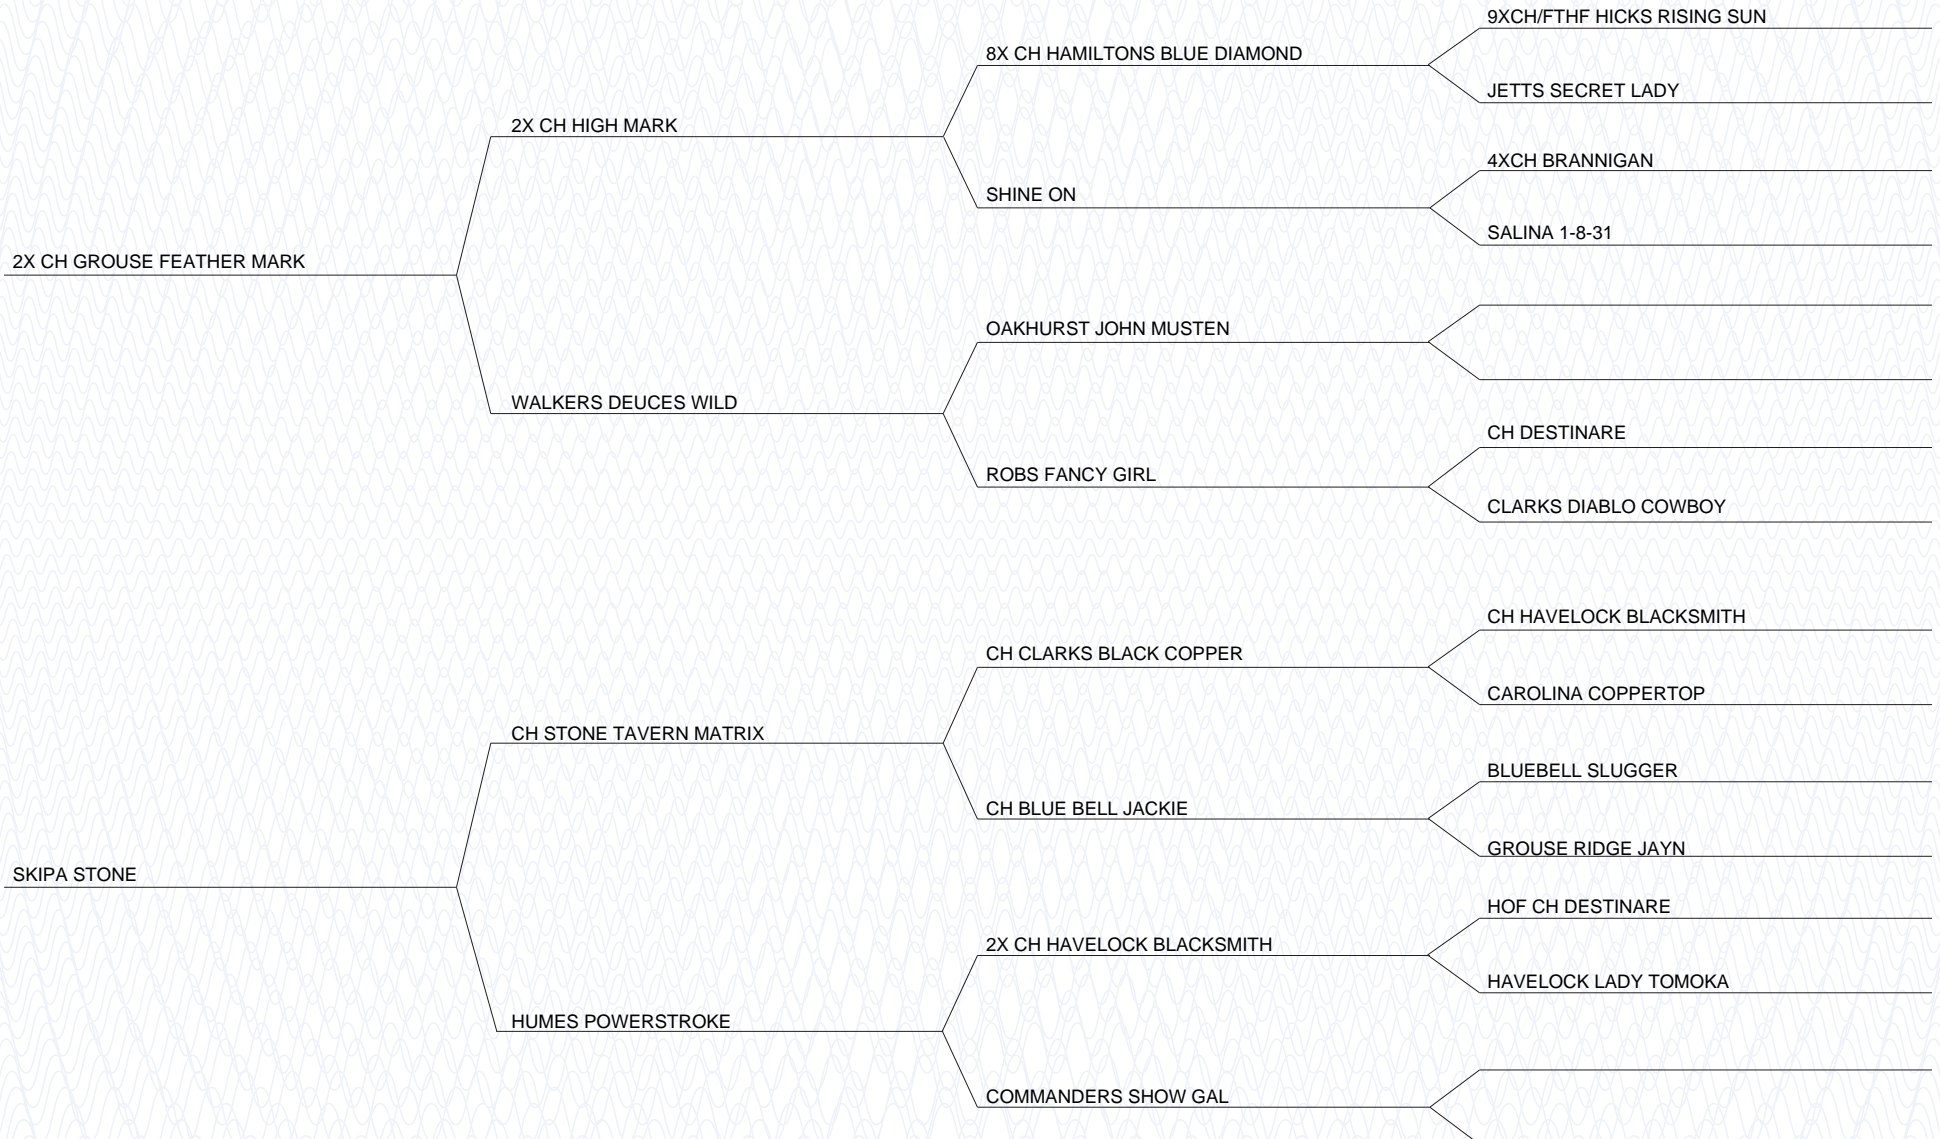 9XCH/FTHF HICKS RISING SUN
8X CH HAMILTONS BLUE DIAMOND
JETTS SECRET LADY
2X CH HIGH MARK
4XCH BRANNIGAN
SHINE ON
SALINA 1-8-31
2X CH GROUSE FEATHER MARK
OAKHURST JOHN MUSTEN
WALKERS DEUCES WILD
CH DESTINARE
ROBS FANCY GIRL
CLARKS DIABLO COWBOY
CH HAVELOCK BLACKSMITH
CH CLARKS BLACK COPPER
CAROLINA COPPERTOP
CH STONE TAVERN MATRIX
BLUEBELL SLUGGER
CH BLUE BELL JACKIE
GROUSE RIDGE JAYN
SKIPA STONE
HOF CH DESTINARE
2X CH HAVELOCK BLACKSMITH
HAVELOCK LADY TOMOKA
HUMES POWERSTROKE
COMMANDERS SHOW GAL